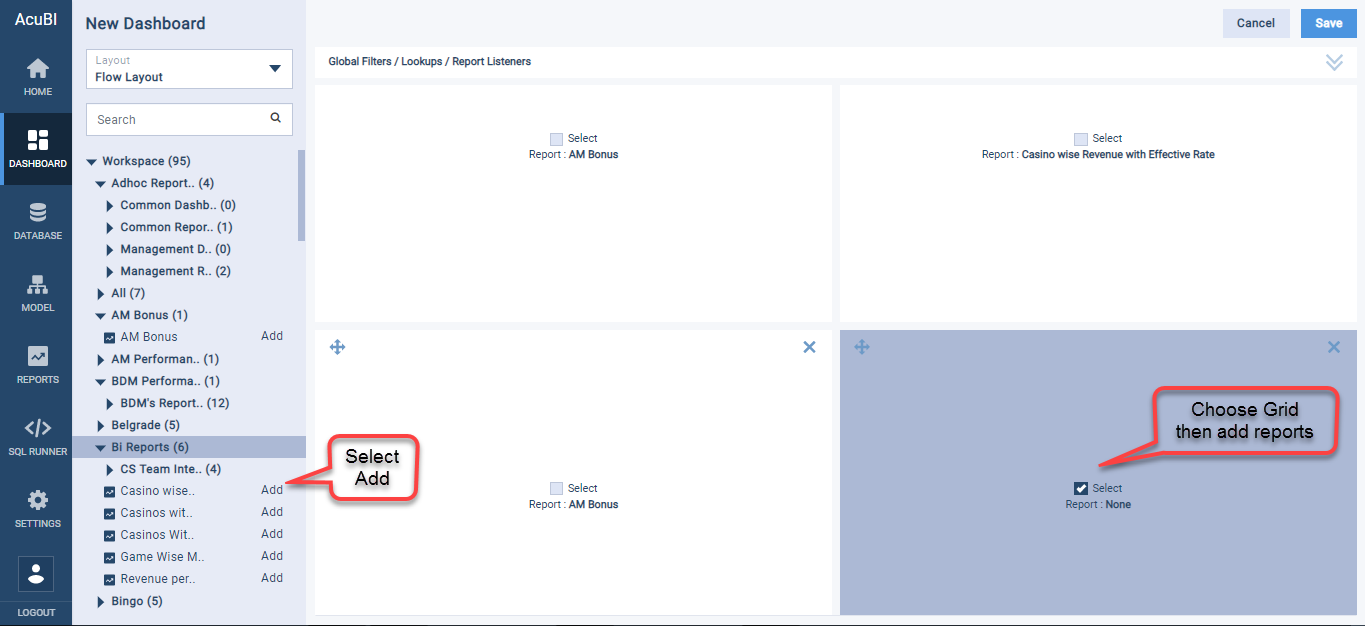 AcuBI
HOME
DASHBOARD
DATABASE
MODEL
REPORTS
SQL RUNNER
SETTINGS
LOGOUT
New Dashboard
Layout
Flow Layout
Search
Workspace (95)
Adhoc Report.. (4)
Common Dashb.. (0)
Common Repor.. (1)
Management D.. (0)
Management R.. (2)
All (7)
AM Bonus (1)
AM Bonus Add
AM Performan.. (1)
BDM Performa.. (1)
BDM's Report.. (12)
Belgrade (5)
Bi Reports (6)
CS Team Inte.. (4)
Casino wise.. Add
Casinos wit.. Add
Casinos Wit.. Add
Game Wise M.. Add
Revenue per.. Add
Bingo (5)
Select
Add
Cancel Save
Global Filters / Lookups / Report Listeners
Select
Report : AM Bonus
Select
Report : Casino wise Revenue with Effective Rate
Select
Report : AM Bonus
Choose Grid
then add reports
Select
Report : None